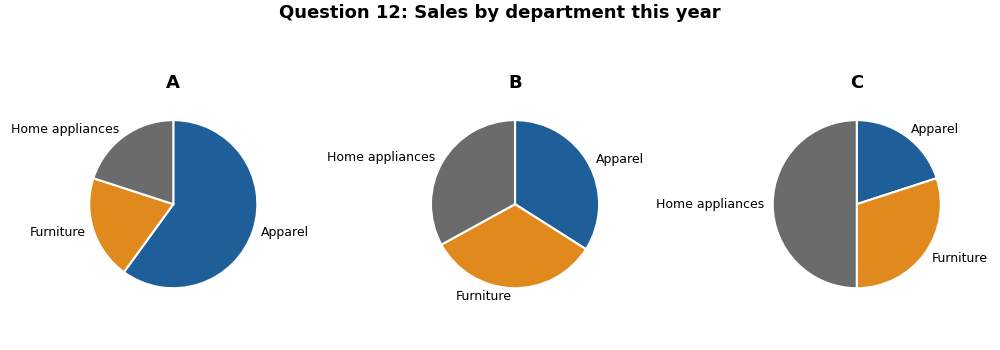 Question 12: Sales by department this year
A
Home appliances
Furniture
Apparel
B
Home appliances
Apparel
Furniture
C
Apparel
Home appliances
Furniture